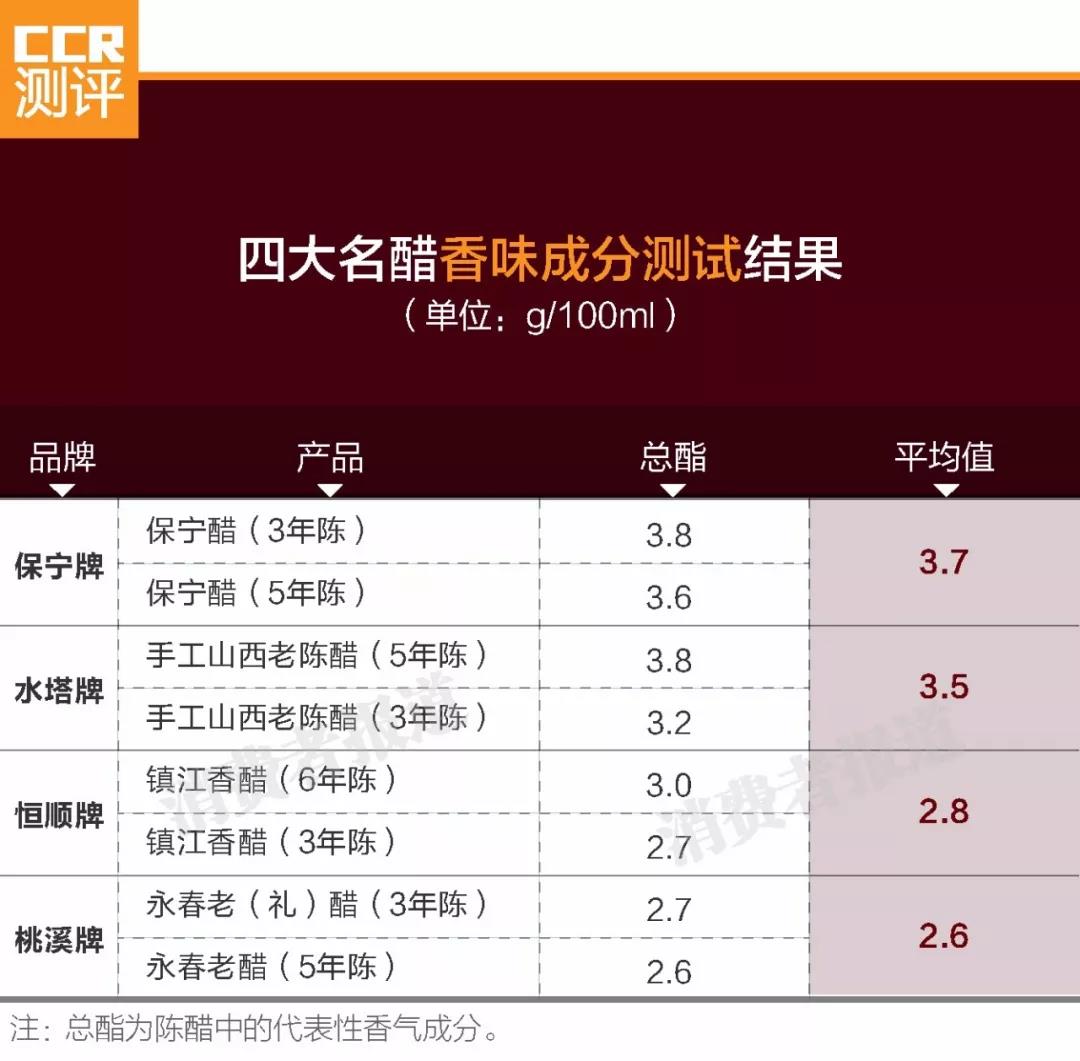 CCR
测评
四大名醋香味成分测试结果
（单位：g/100ml）
品牌 产品 总酯 平均值
保宁牌 保宁醋（3年陈） 3.8 3.7
保宁醋（5年陈） 3.6
水塔牌 手工山西老陈醋（5年陈） 3.8 3.5
手工山西老陈醋（3年陈） 3.2
恒顺牌 镇江香醋（6年陈） 3.0 2.8
镇江香醋（3年陈） 2.7
桃溪牌 永春老（礼）醋（3年陈） 2.7 2.6
永春老醋（5年陈） 2.6
消费者报道
消费者报道
注：总酯为陈醋中的代表性香气成分。